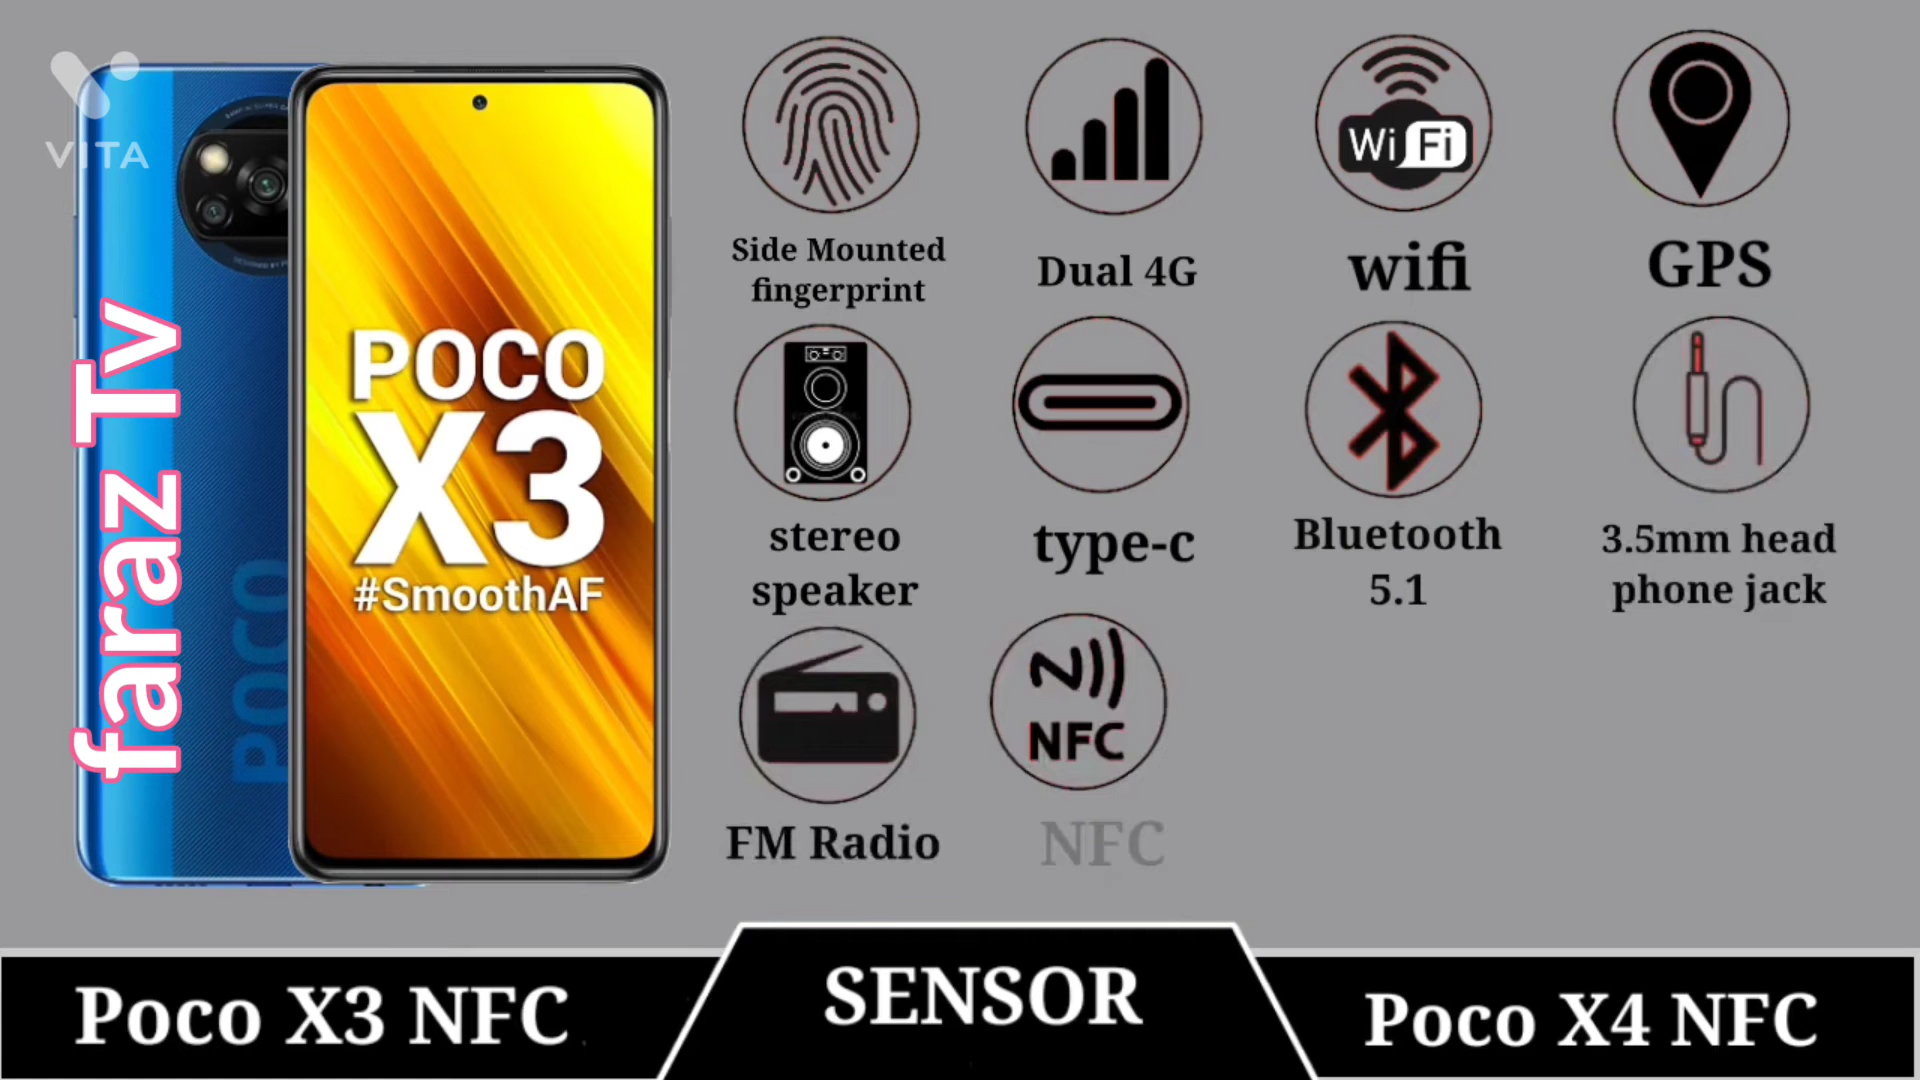 VITA
faraz Tv
POCO
POCO
X3
#SmoothAF
Side Mounted
fingerprint
Dual 4G
Wi Fi
wifi
GPS
stereo
speaker
type-c
Bluetooth
5.1
3.5mm head
phone jack
FM Radio
NFC
NFC
Poco X3 NFC
SENSOR
Poco X4 NFC